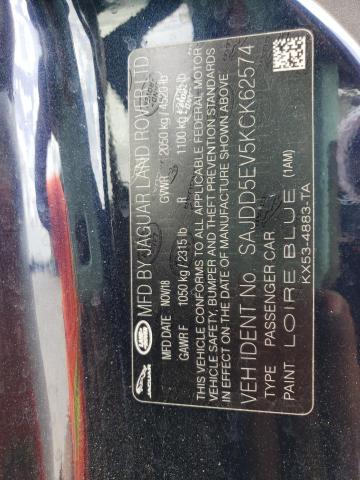 MFD BY JAGUAR LAND ROVER LTD
MFD DATE NOV/18 GVWR 2050 kg / 4520 lb
GAWR F 1050 kg / 2315 lb R 1100 kg
THIS VEHICLE CONFORMS TO ALL APPLICABLE FEDERAL MOTOR
VEHICLE SAFETY, BUMPER AND THEFT PREVENTION STANDARDS
IN EFFECT ON THE DATE OF MANUFACTURE SHOWN ABOVE
VEH IDENT No. SAJDD5EV5KCK62574
TYPE PASSENGER CAR
PAINT LOIRE BLUE (1AM)
KX53-4883-TA
JAGUAR
LAND ROVER